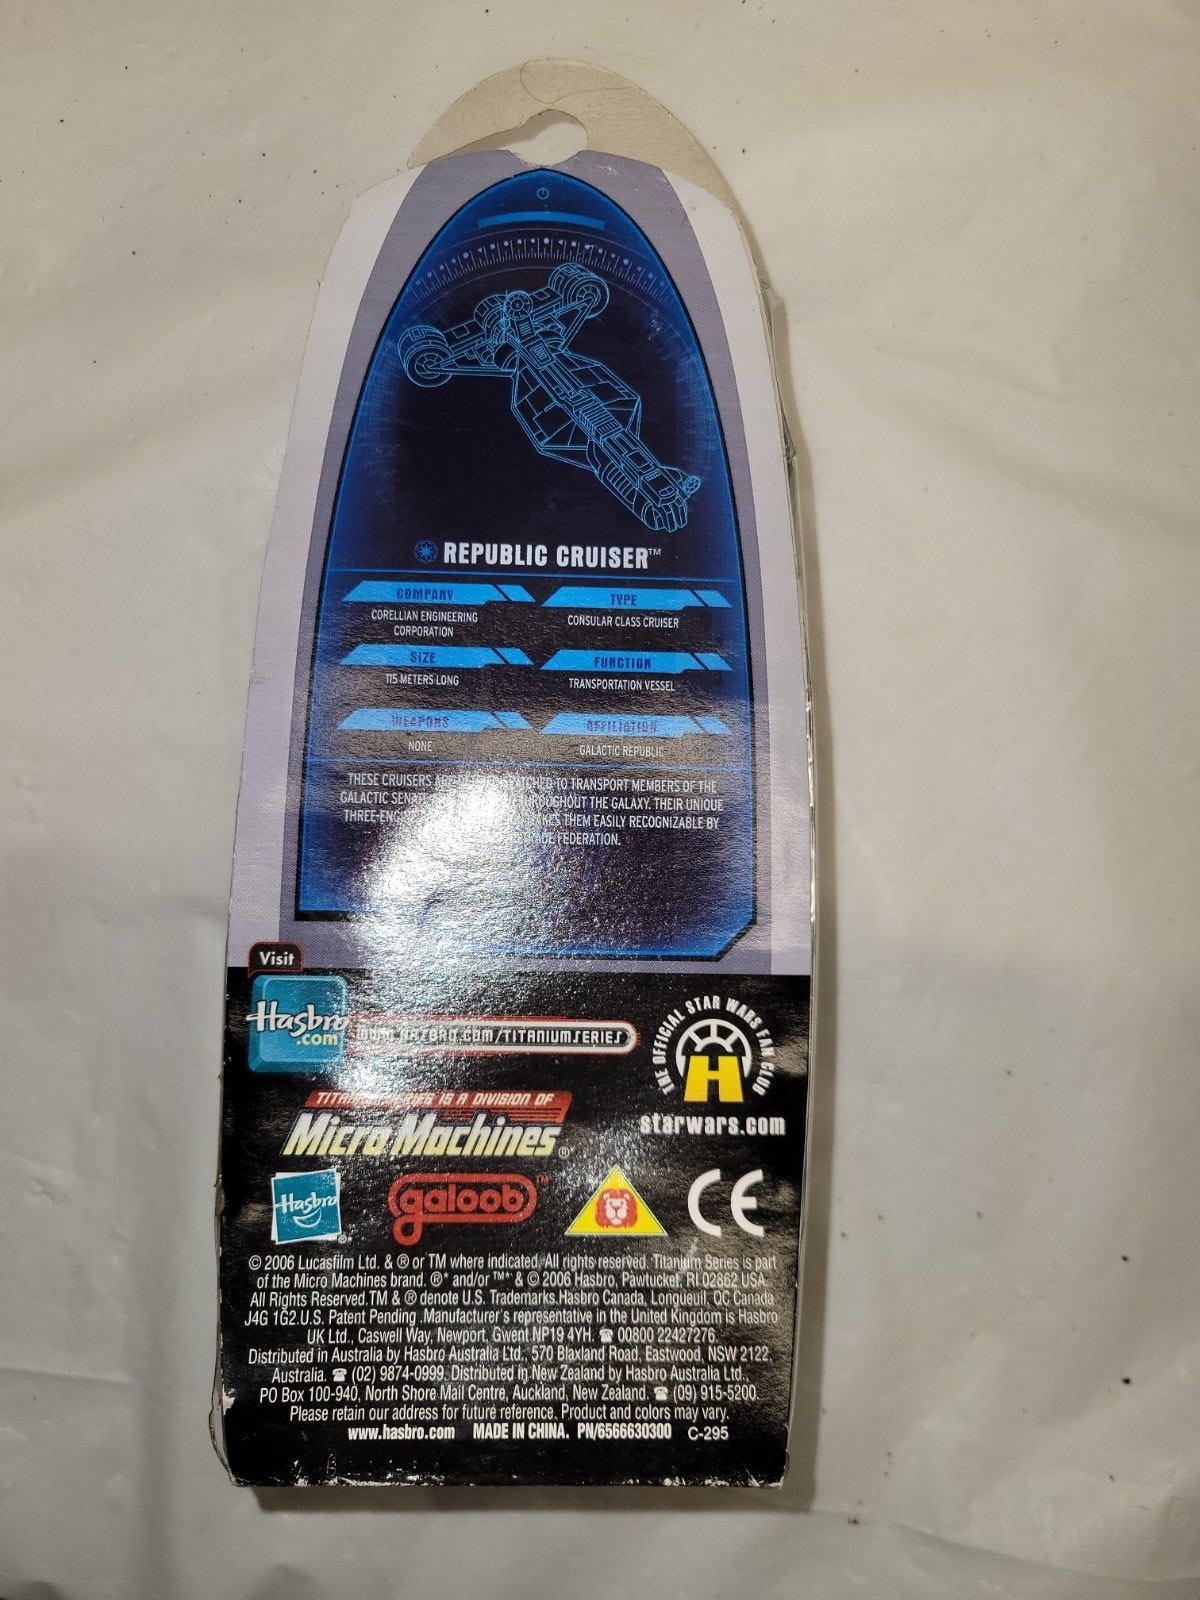 REPUBLIC CRUISER™
COMPANY
CORELLIAN ENGINEERING
CORPORATION
TYPE
CONSULAR CLASS CRUISER
SIZE
115 METERS LONG
FUNCTION
TRANSPORTATION VESSEL
WEAPONS
NONE
AFFILIATION
GALACTIC REPUBLIC
THESE CRUISERS TO TRANSPORT MEMBERS OF THE
GALACTIC THROUGHOUT THE GALAXY. THEIR UNIQUE
MAKES THEM EASILY RECOGNIZABLE BY
FEDERATION.
Visit
Hasbro
.com
WWW.HASBRO.COM/TITANIUMSERIES
THE OFFICIAL STAR WARS FAN CLUB
H
starwars.com
TITANIUM SERIES IS A DIVISION OF
Micro Machines®
Hasbro®
galoob™
CE
© 2006 Lucasfilm Ltd. & ® or TM where indicated. All rights reserved. Titanium Series is part
of the Micro Machines brand. ®* and/or ™* & © 2006 Hasbro, Pawtucket, RI 02862 USA.
All Rights Reserved.TM & ® denote U.S. Trademarks.Hasbro Canada, Longueuil, QC Canada
J4G 1G2.U.S. Patent Pending .Manufacturer's representative in the United Kingdom is Hasbro
UK Ltd., Caswell Way, Newport, Gwent NP19 4YH. ☎ 00800 22427276.
Distributed in Australia by Hasbro Australia Ltd., 570 Blaxland Road, Eastwood, NSW 2122,
Australia. ☎ (02) 9874-0999. Distributed in New Zealand by Hasbro Australia Ltd.,
PO Box 100-940, North Shore Mail Centre, Auckland, New Zealand. ☎ (09) 915-5200.
Please retain our address for future reference. Product and colors may vary.
www.hasbro.com MADE IN CHINA. PN/6566630300 C-295